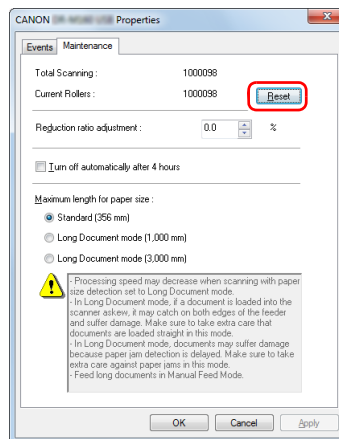 CANON Properties
Events Maintenance
Total Scanning : 1000098
Current Rollers : 1000098 Reset
Reduction ratio adjustment : 0.0 %
Turn off automatically after 4 hours
Maximum length for paper size :
Standard (356 mm)
Long Document mode (1,000 mm)
Long Document mode (3,000 mm)
- Processing speed may decrease when scanning with paper
size detection set to Long Document mode.
- In Long Document mode, if a document is loaded into the
scanner askew, it may catch on both edges of the feeder
and suffer damage. Make sure to take extra care that
documents are loaded straight in this mode.
- In Long Document mode, documents may suffer damage
because paper jam detection is delayed. Make sure to take
extra care against paper jams in this mode.
- Feed long documents in Manual Feed Mode.
OK Cancel Apply